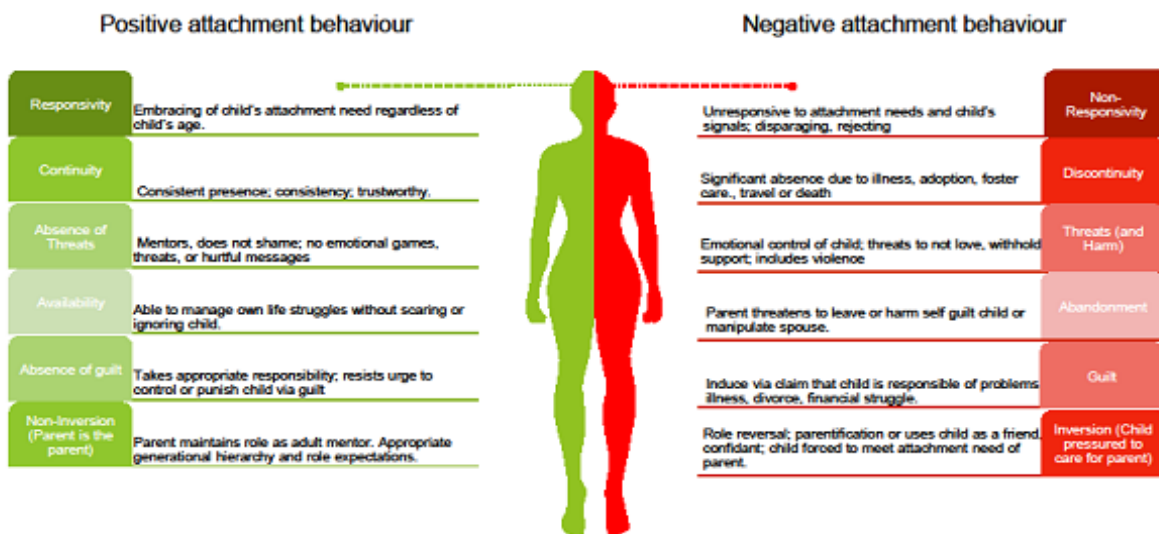 Positive attachment behaviour
Negative attachment behaviour
Responsivity
Embracing of child's attachment need regardless of
child's age.
Continuity
Consistent presence; consistency; trustworthy.
Absence of
Threats
Mentors, does not shame; no emotional games,
threats, or hurtful messages
Availability
Able to manage own life struggles without scaring or
ignoring child.
Absence of guilt
Takes appropriate responsibility; resists urge to
control or punish child via guilt
Non-Inversion
(Parent is the
parent)
Parent maintains role as adult mentor. Appropriate
generational hierarchy and role expectations.
Unresponsive to attachment needs and child's
signals; disparaging, rejecting
Non-
Responsivity
Significant absence due to illness, adoption, foster
care., travel or death
Discontinuity
Emotional control of child; threats to not love, withhold
support; includes violence
Threats (and
Harm)
Parent threatens to leave or harm self guilt child or
manipulate spouse.
Abandonment
Induce via claim that child is responsible of problems
illness, divorce, financial struggle.
Guilt
Role reversal; parentification or uses child as a friend,
confidant; child forced to meet attachment need of
parent.
Inversion (Child
pressured to
care for parent)